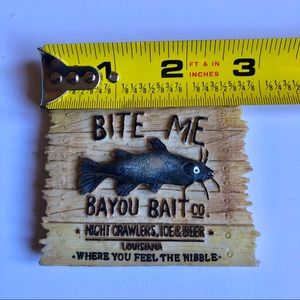 1 2 FT & IN INCHES 3
BITE ME
BAYOU BAIT CO.
★ NIGHT CRAWLERS, ICE & BEER ★
LOUISIANA
• WHERE YOU FEEL THE NIBBLE •